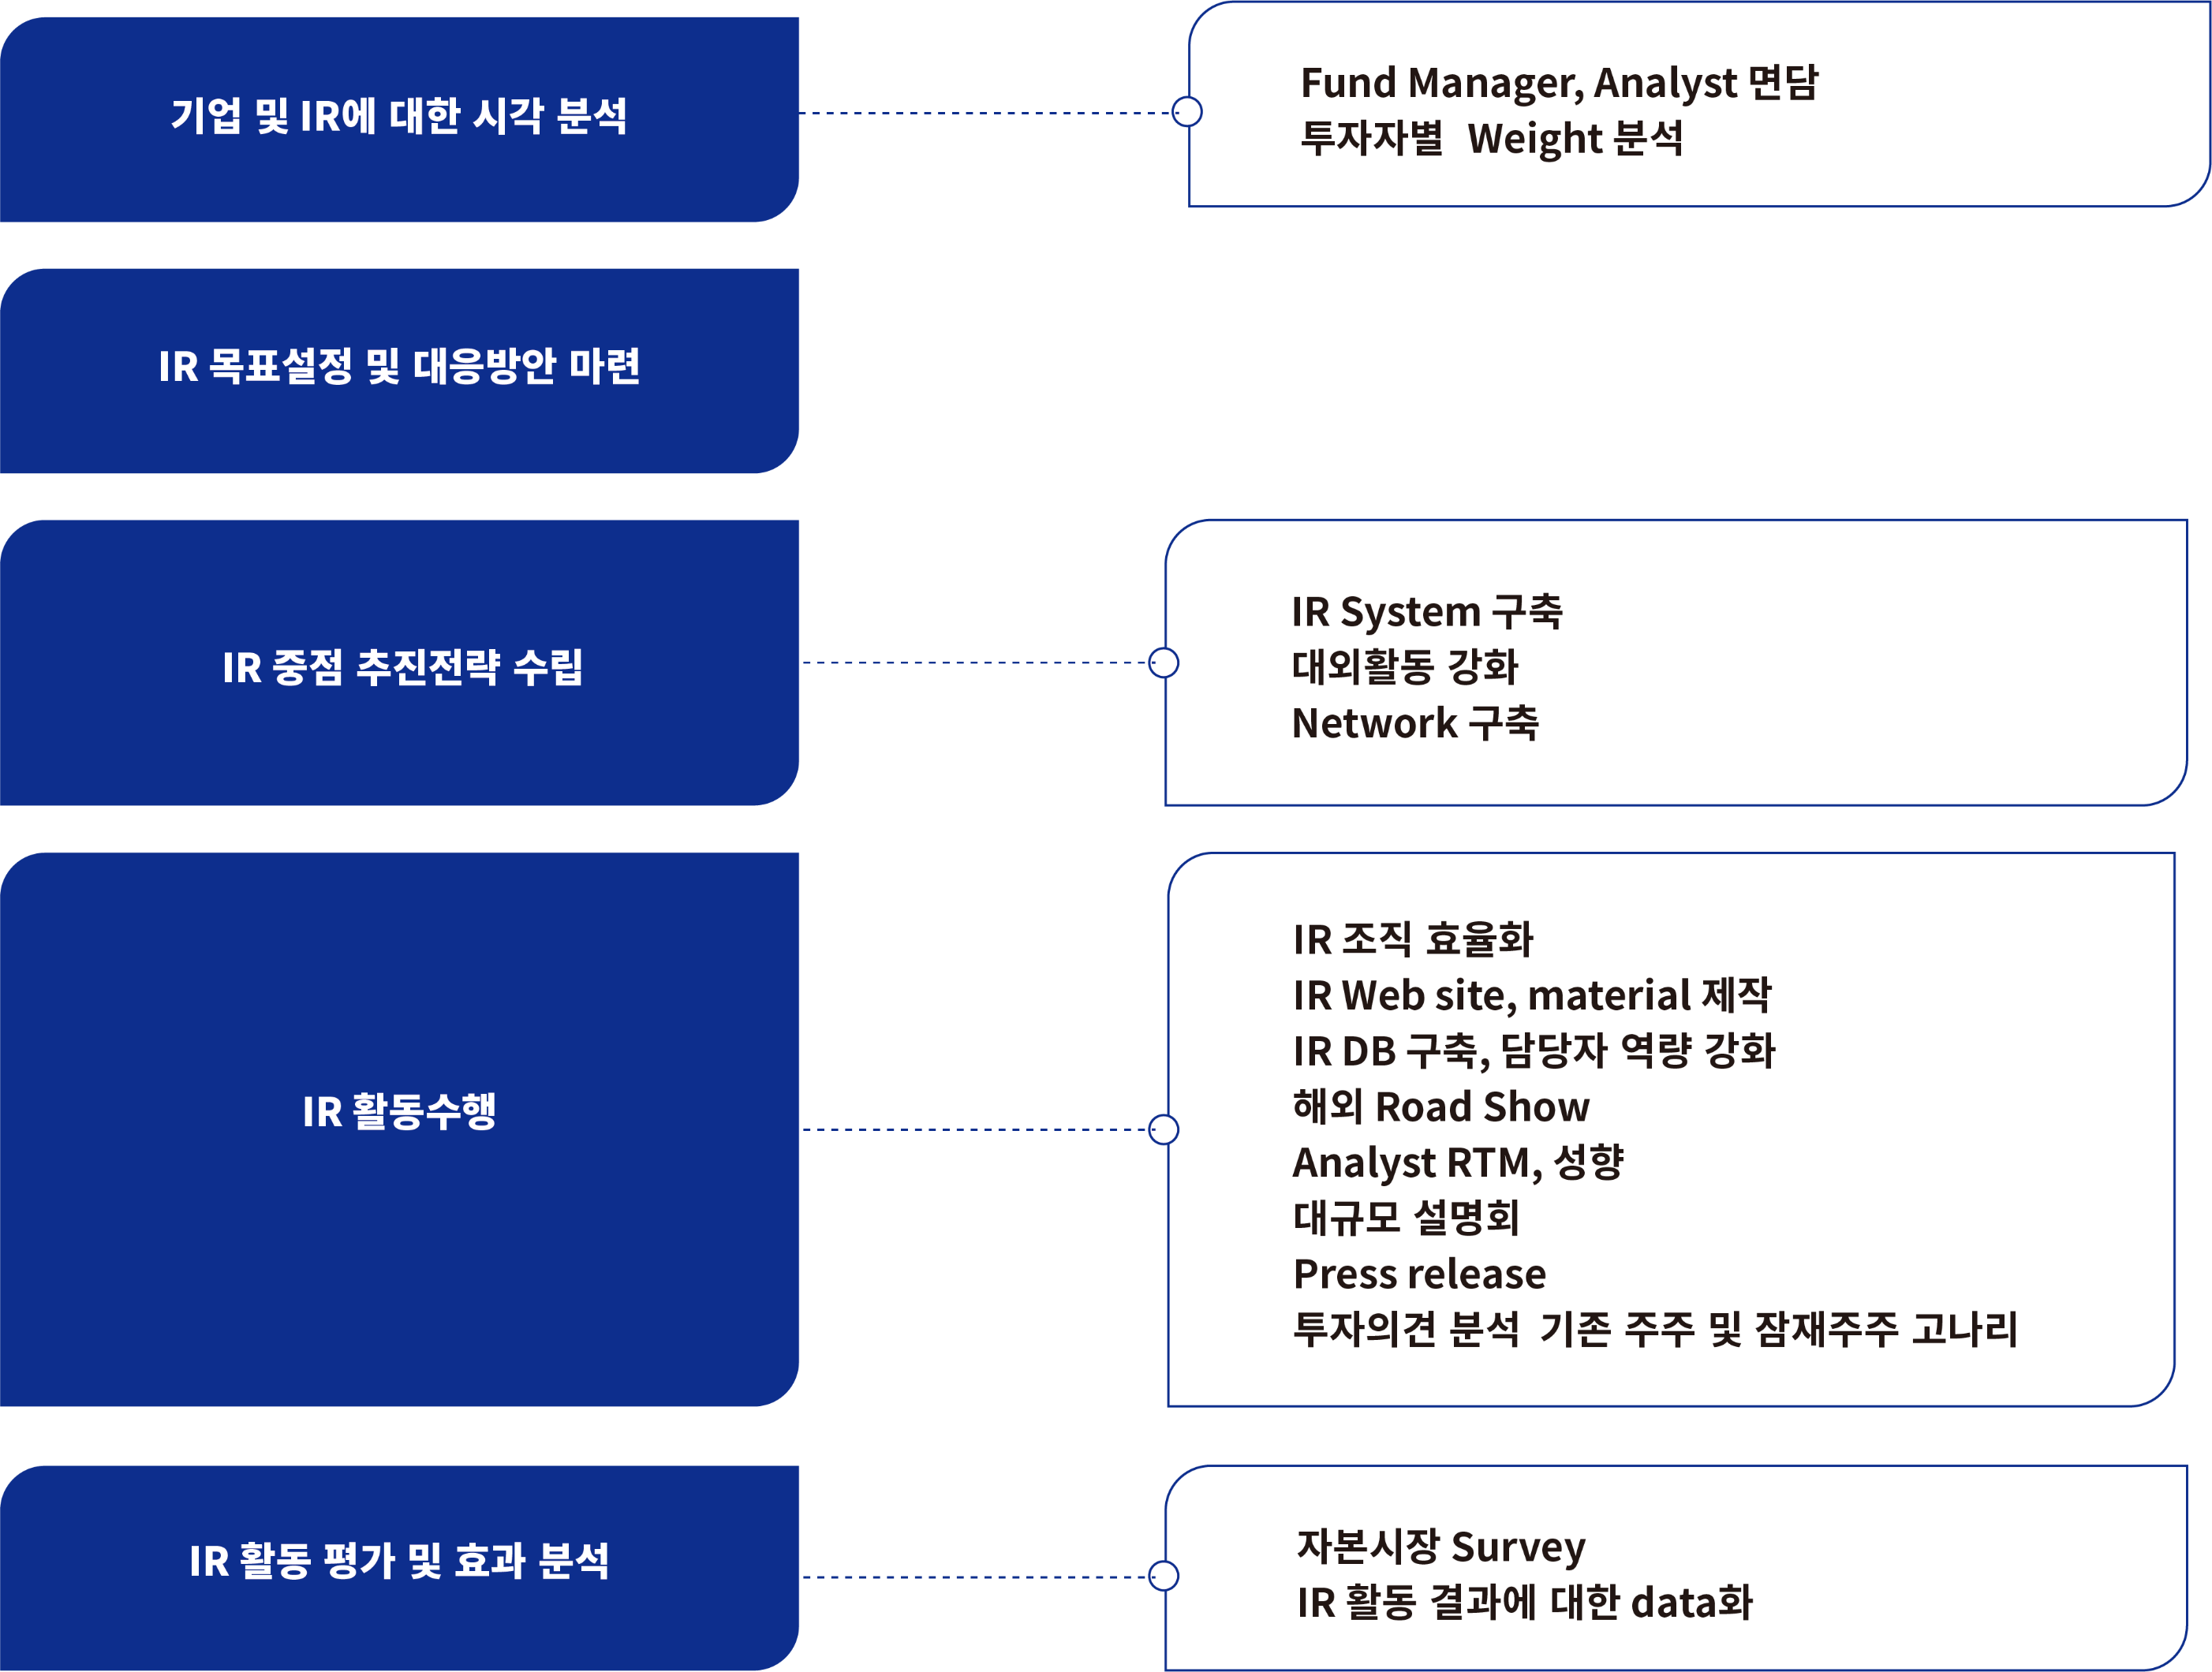 기업 및 IR에 대한 시각 분석
Fund Manager, Analyst 면담
투자자별 Weight 분석
IR 목표설정 및 대응방안 마련
IR 중점 추진전략 수립
IR System 구축
대외활동 강화
Network 구축
IR 활동수행
IR 조직 효율화
IR Web site, material 제작
IR DB 구축, 담당자 역량 강화
해외 Road Show
Analyst RTM, 성향
대규모 설명회
Press release
투자의견 분석 기존 주주 및 잠재주주 고나리
IR 활동 평가 및 효과 분석
자본시장 Survey
IR 활동 결과에 대한 data화